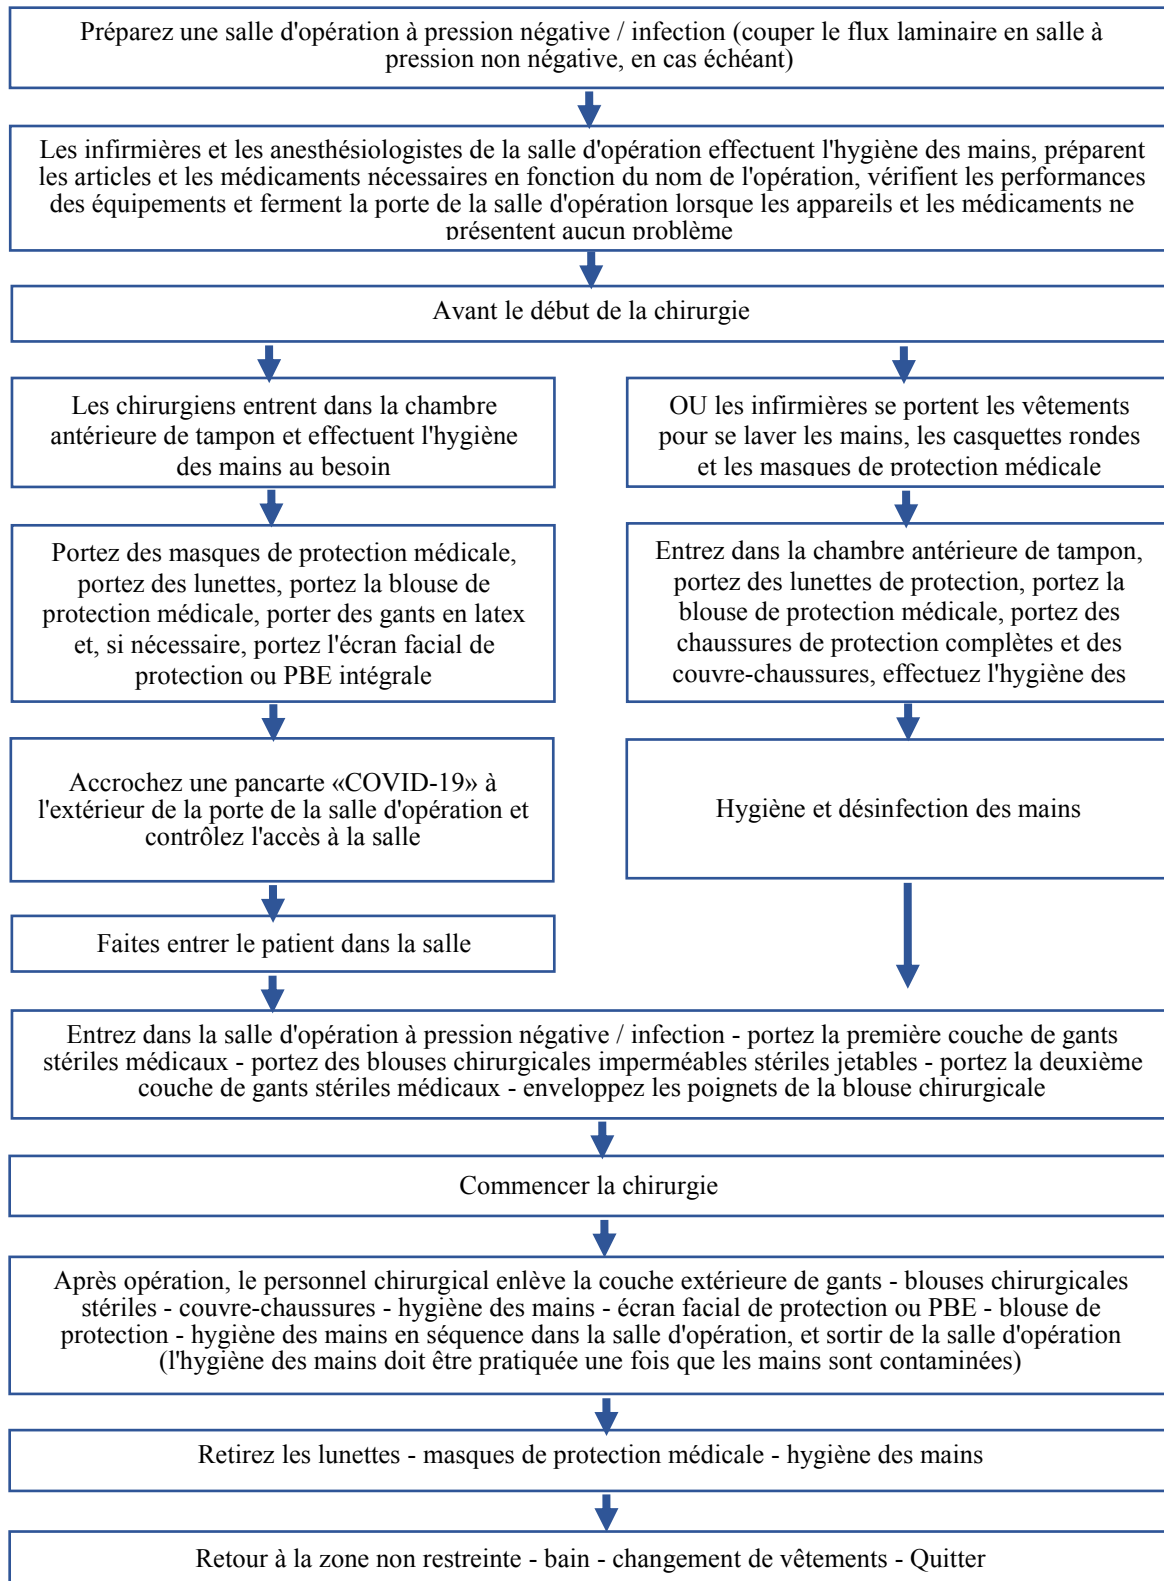 Préparez une salle d'opération à pression négative / infection (couper le flux laminaire en salle à
pression non négative, en cas échéant)
Les infirmières et les anesthésiologistes de la salle d'opération effectuent l'hygiène des mains, préparent
les articles et les médicaments nécessaires en fonction du nom de l'opération, vérifient les performances
des équipements et ferment la porte de la salle d'opération lorsque les appareils et les médicaments ne
présentent aucun problème
Avant le début de la chirurgie
Les chirurgiens entrent dans la chambre
antérieure de tampon et effectuent l'hygiène
des mains au besoin
Portez des masques de protection médicale,
portez des lunettes, portez la blouse de
protection médicale, porter des gants en latex
et, si nécessaire, portez l'écran facial de
protection ou PBE intégrale
Accrochez une pancarte «COVID-19» à
l'extérieur de la porte de la salle d'opération et
contrôlez l'accès à la salle
Faites entrer le patient dans la salle
OU les infirmières se portent les vêtements
pour se laver les mains, les casquettes rondes
et les masques de protection médicale
Entrez dans la chambre antérieure de tampon,
portez des lunettes de protection, portez la
blouse de protection médicale, portez des
chaussures de protection complètes et des
couvre-chaussures, effectuez l'hygiène des
Hygiène et désinfection des mains
Entrez dans la salle d'opération à pression négative / infection - portez la première couche de gants
stériles médicaux - portez des blouses chirurgicales imperméables stériles jetables - portez la deuxième
couche de gants stériles médicaux - enveloppez les poignets de la blouse chirurgicale
Commencer la chirurgie
Après opération, le personnel chirurgical enlève la couche extérieure de gants - blouses chirurgicales
stériles - couvre-chaussures - hygiène des mains - écran facial de protection ou PBE - blouse de
protection - hygiène des mains en séquence dans la salle d'opération, et sortir de la salle d'opération
(l'hygiène des mains doit être pratiquée une fois que les mains sont contaminées)
Retirez les lunettes - masques de protection médicale - hygiène des mains
Retour à la zone non restreinte - bain - changement de vêtements - Quitter